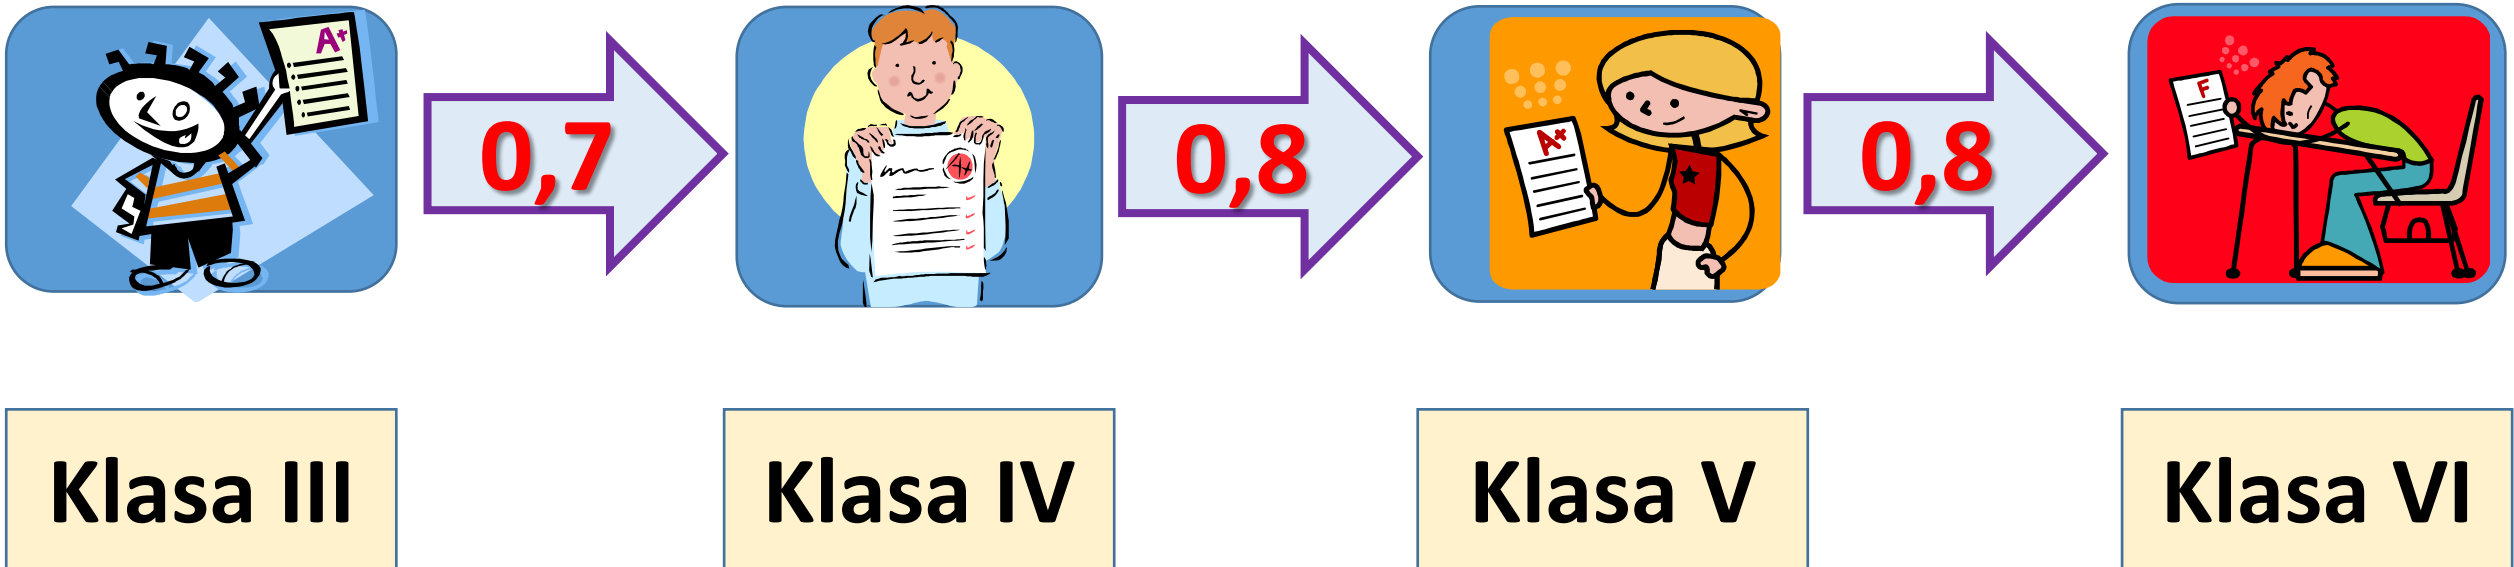 A+
0,7
A+
0,8
A+
0,8
F
Klasa III
Klasa IV
Klasa V
Klasa VI